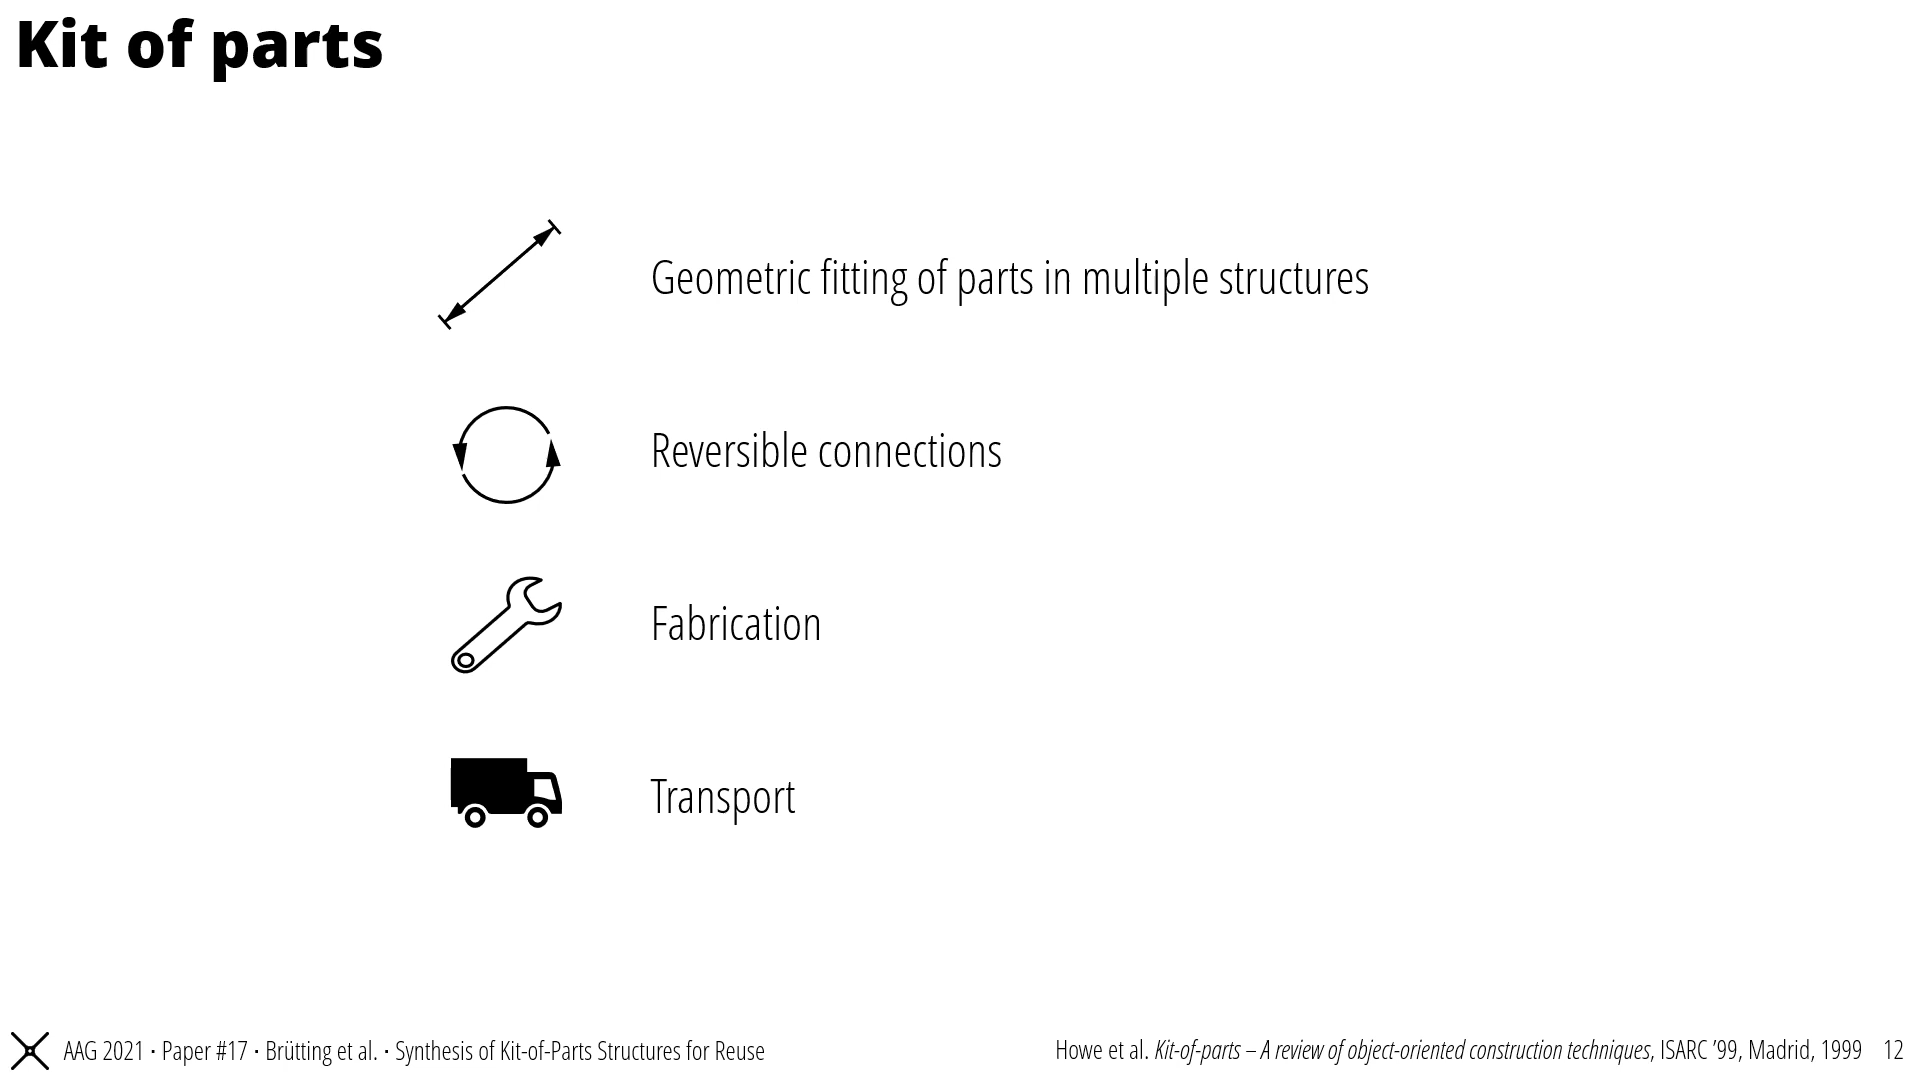 Kit of parts
Geometric fitting of parts in multiple structures
Reversible connections
Fabrication
Transport
AAG 2021 · Paper #17 · Brütting et al. · Synthesis of Kit-of-Parts Structures for Reuse
Howe et al. Kit-of-parts – A review of object-oriented construction techniques, ISARC ’99, Madrid, 1999 12